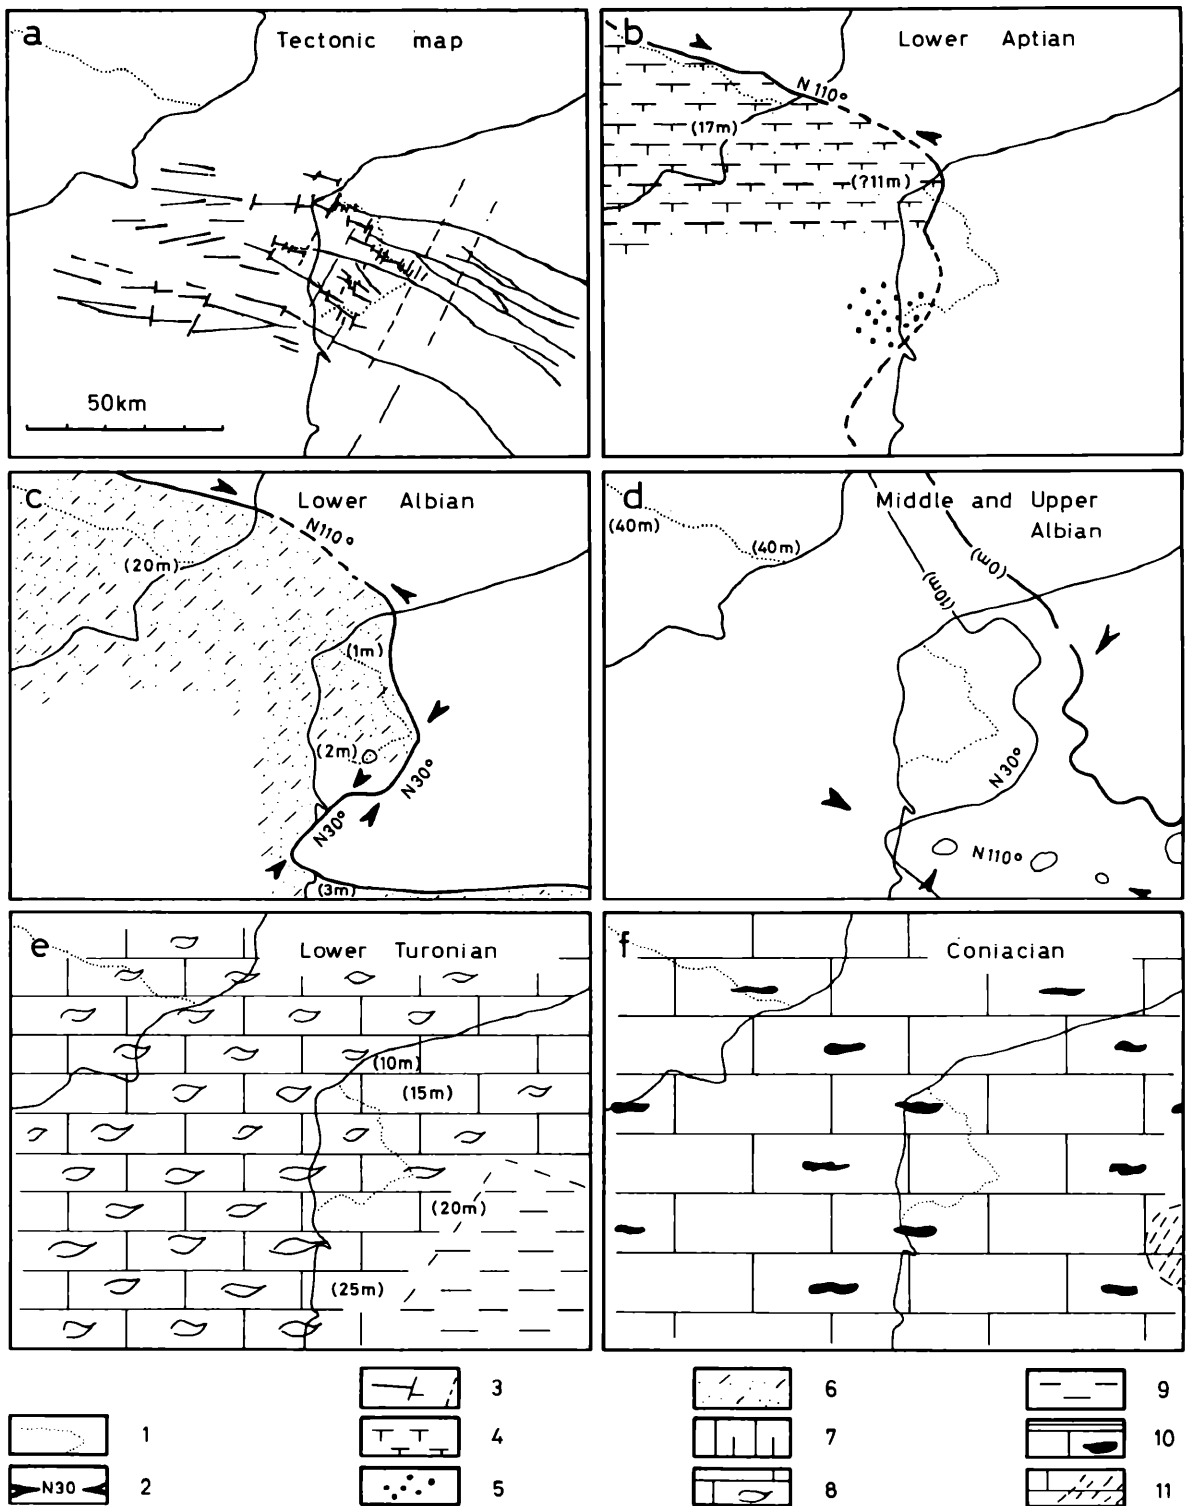 a
Tectonic map
50km
b
Lower Aptian
N 110°
(17m)
(?11m)
c
Lower Albian
N110°
(20m)
(1m)
(2m)
N30°
N30°
(3m)
d
Middle and Upper
Albian
(40m)
(40m)
(0m)
(10m)
N30°
N110°
e
Lower Turonian
(10m)
(15m)
(20m)
(25m)
f
Coniacian
1
2
N30
3
4
5
6
7
8
9
10
11